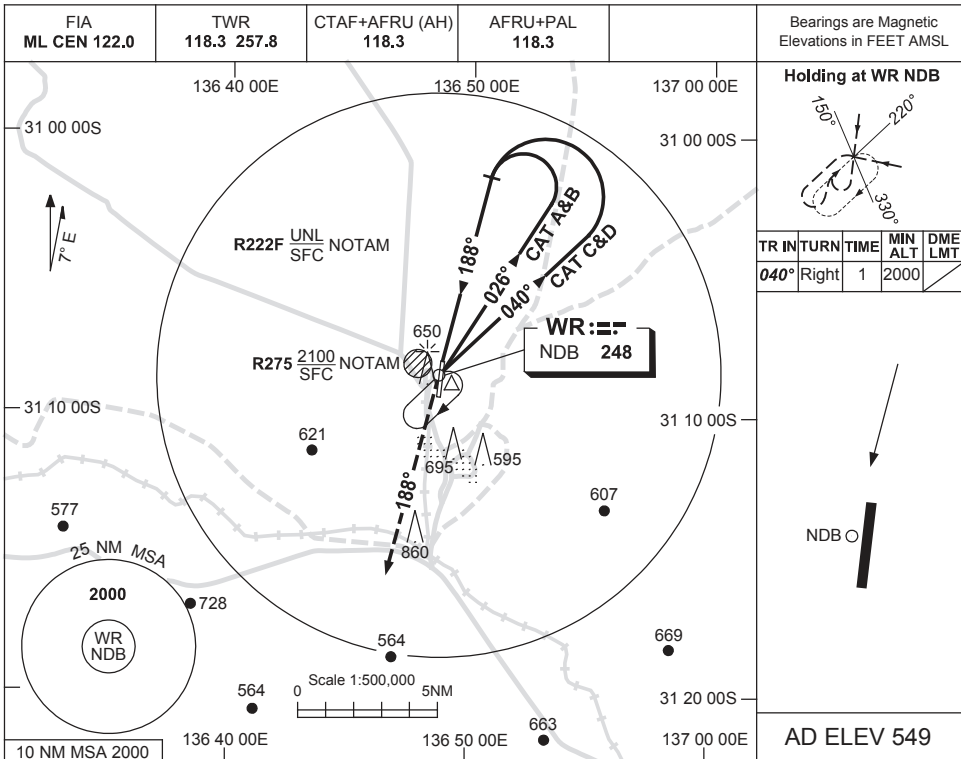 FIA
ML CEN 122.0
TWR
118.3 257.8
CTAF+AFRU (AH)
118.3
AFRU+PAL
118.3
Bearings are Magnetic
Elevations in FEET AMSL
136 40 00E
136 50 00E
137 00 00E
31 00 00S
31 00 00S
7° E
R222F UNL
SFC NOTAM
188°
026°
CAT A&B
040°
CAT C&D
650
WR
NDB 248
R275 2100
SFC NOTAM
31 10 00S
31 10 00S
621
695
595
577
607
188°
860
25 NM MSA
2000
WR
NDB
728
564
669
564
Scale 1:500,000
0 5NM
31 20 00S
663
10 NM MSA 2000
136 40 00E
136 50 00E
137 00 00E
Holding at WR NDB
150°
220°
330°
TR IN TURN TIME MIN ALT DME LMT
040° Right 1 2000
NDB
AD ELEV 549